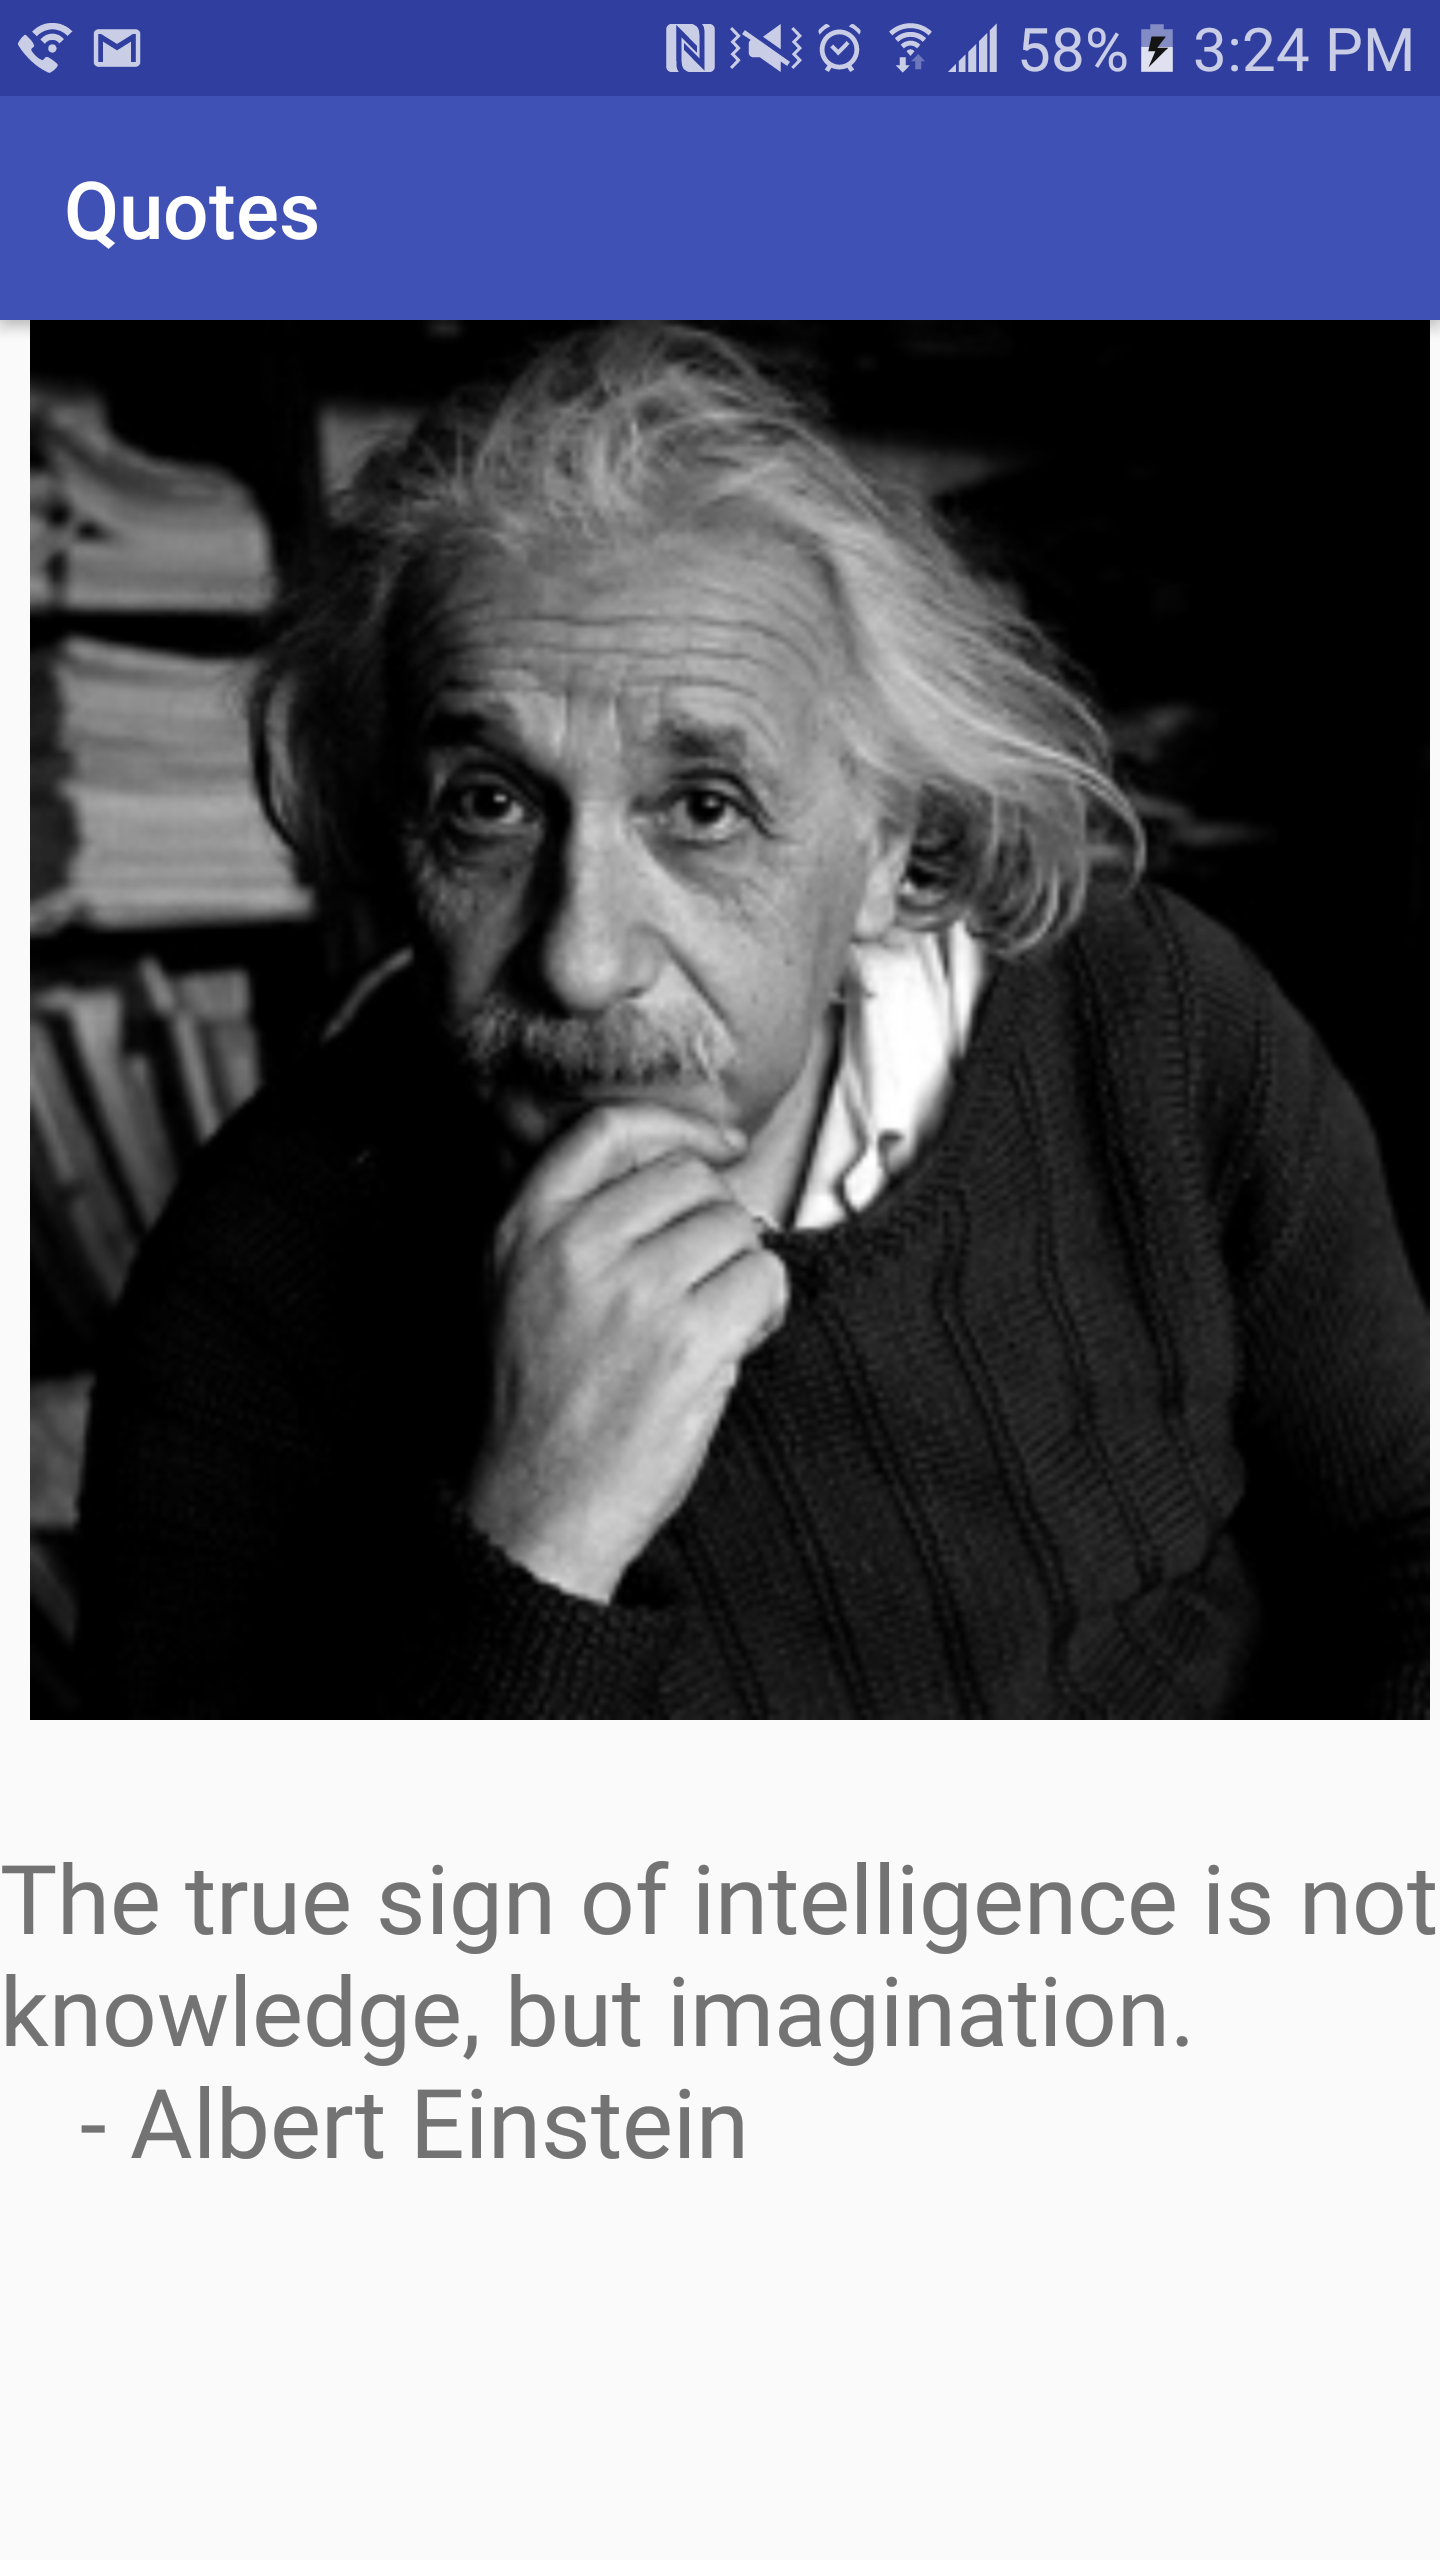 58% 3:24 PM
Quotes
The true sign of intelligence is not
knowledge, but imagination.
- Albert Einstein